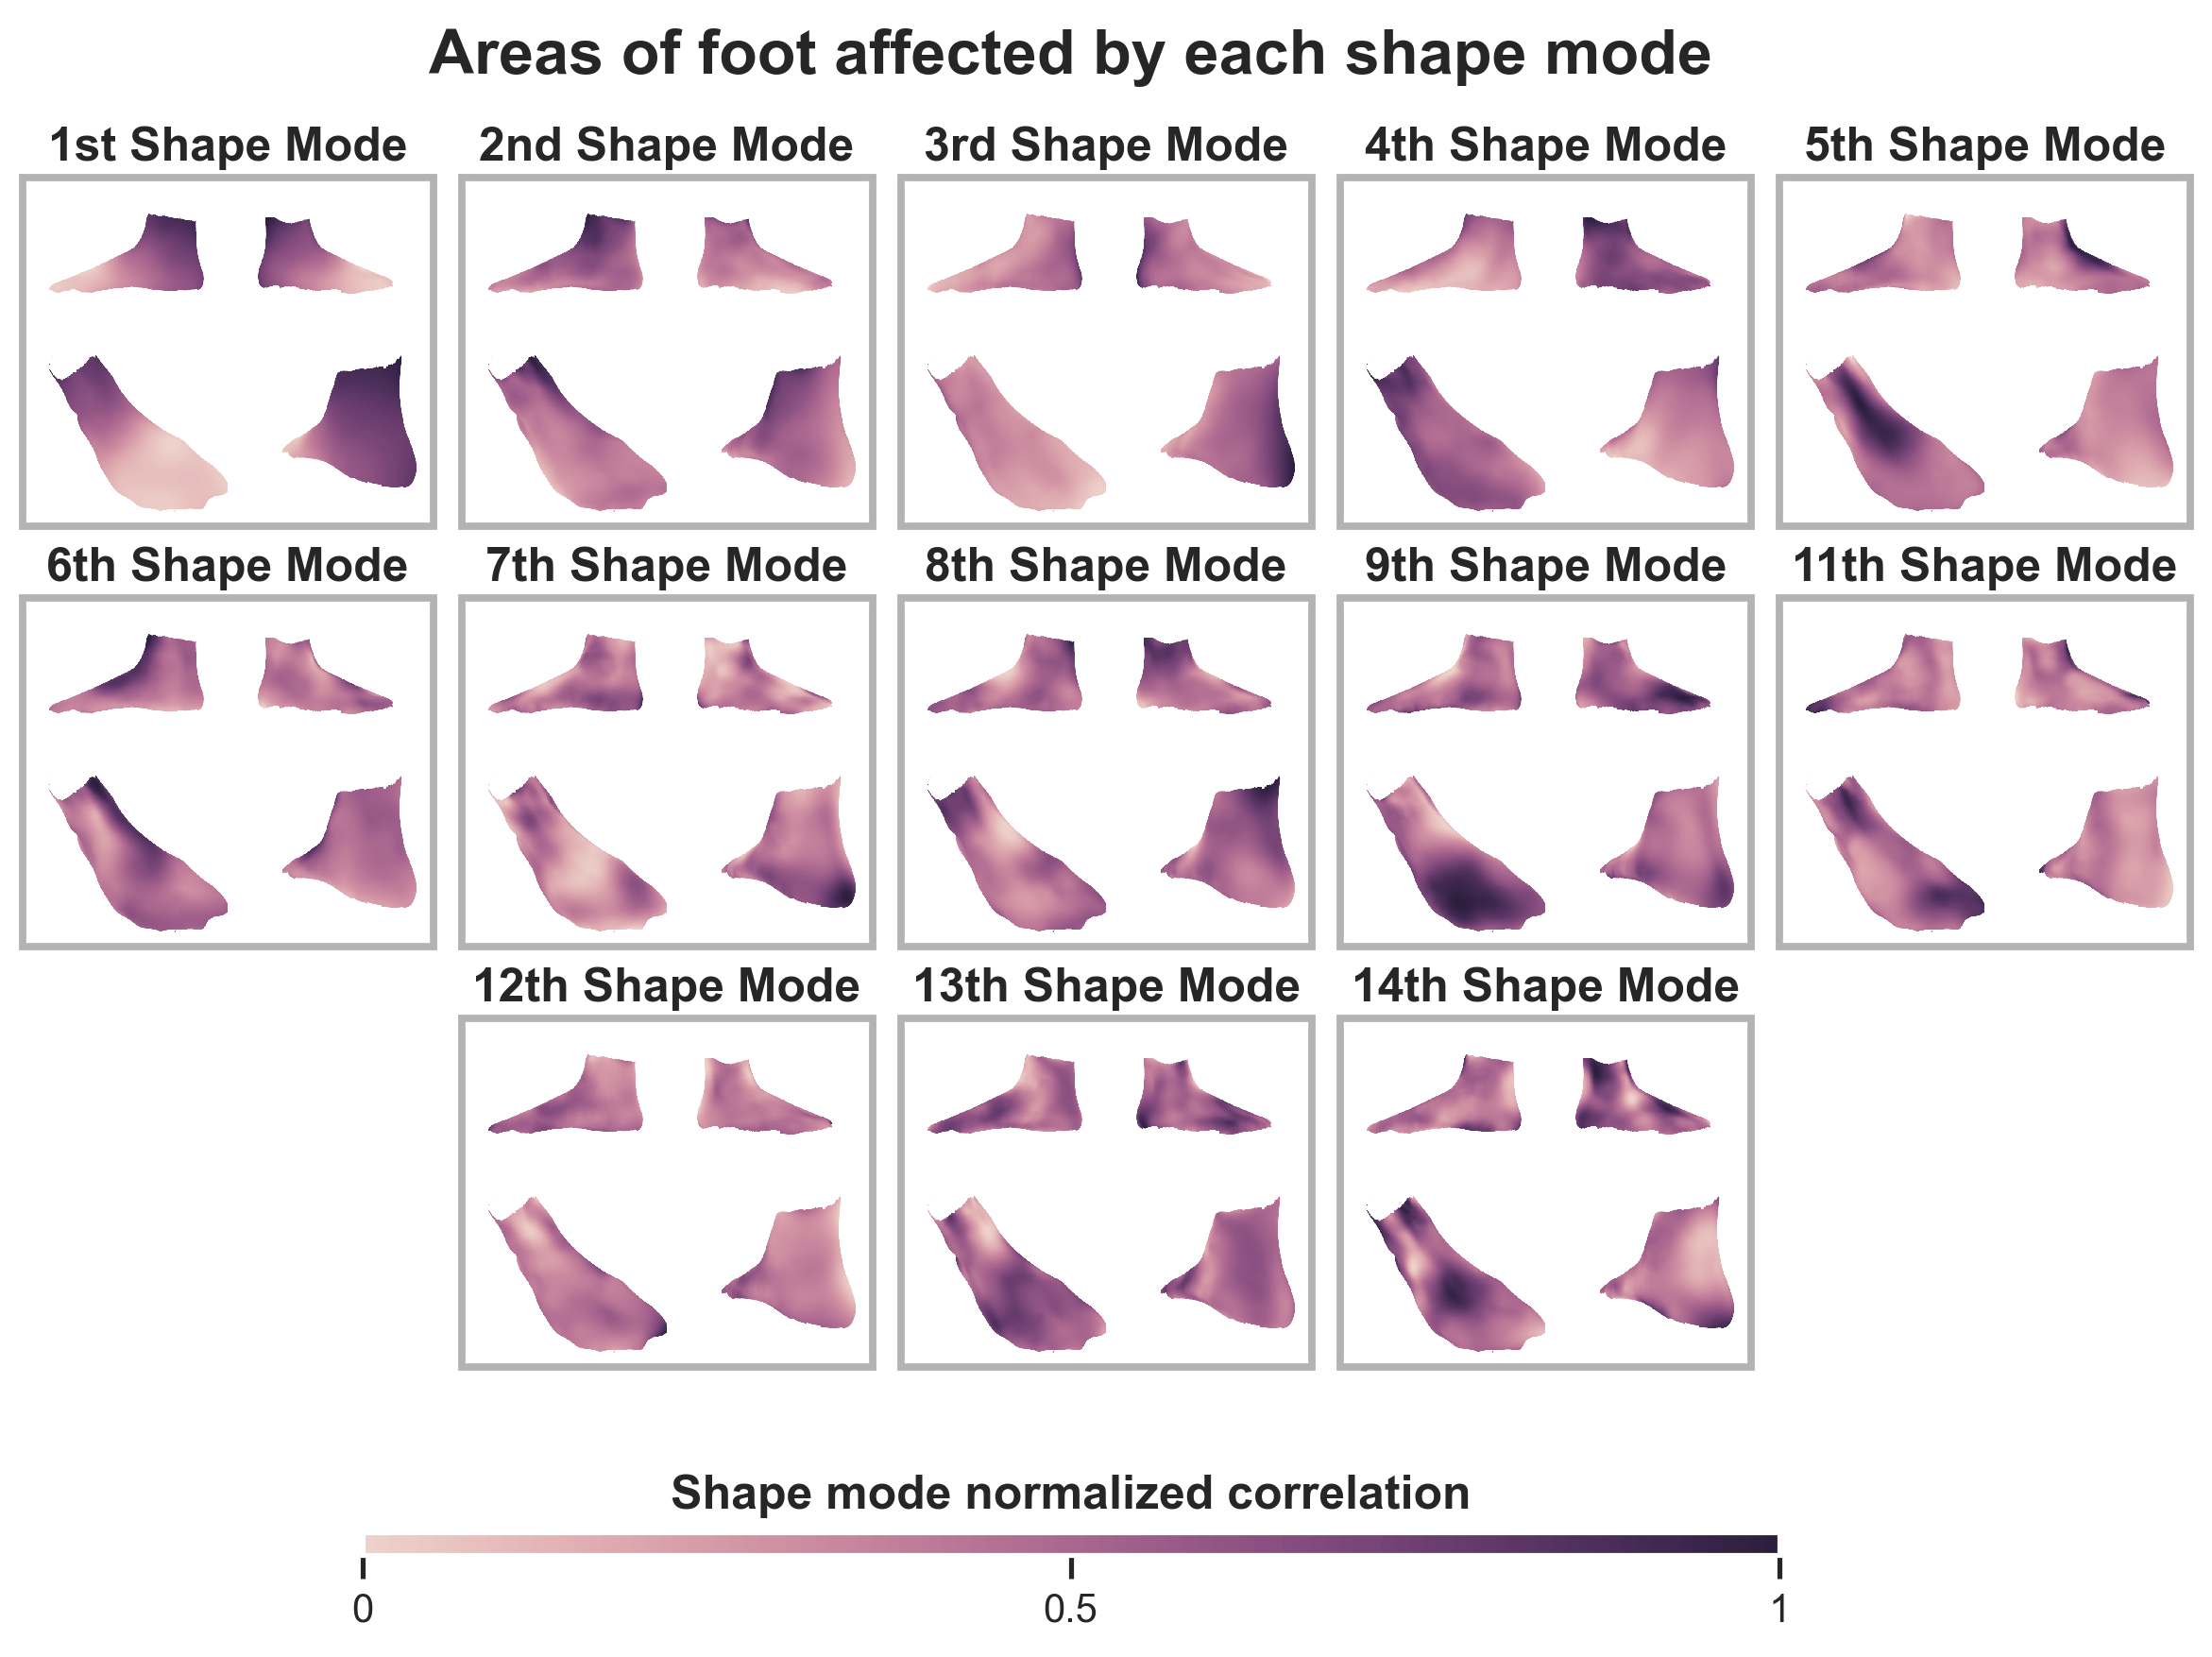 Areas of foot affected by each shape mode
1st Shape Mode 2nd Shape Mode 3rd Shape Mode 4th Shape Mode 5th Shape Mode
6th Shape Mode 7th Shape Mode 8th Shape Mode 9th Shape Mode 11th Shape Mode
12th Shape Mode 13th Shape Mode 14th Shape Mode
Shape mode normalized correlation
0 0.5 1